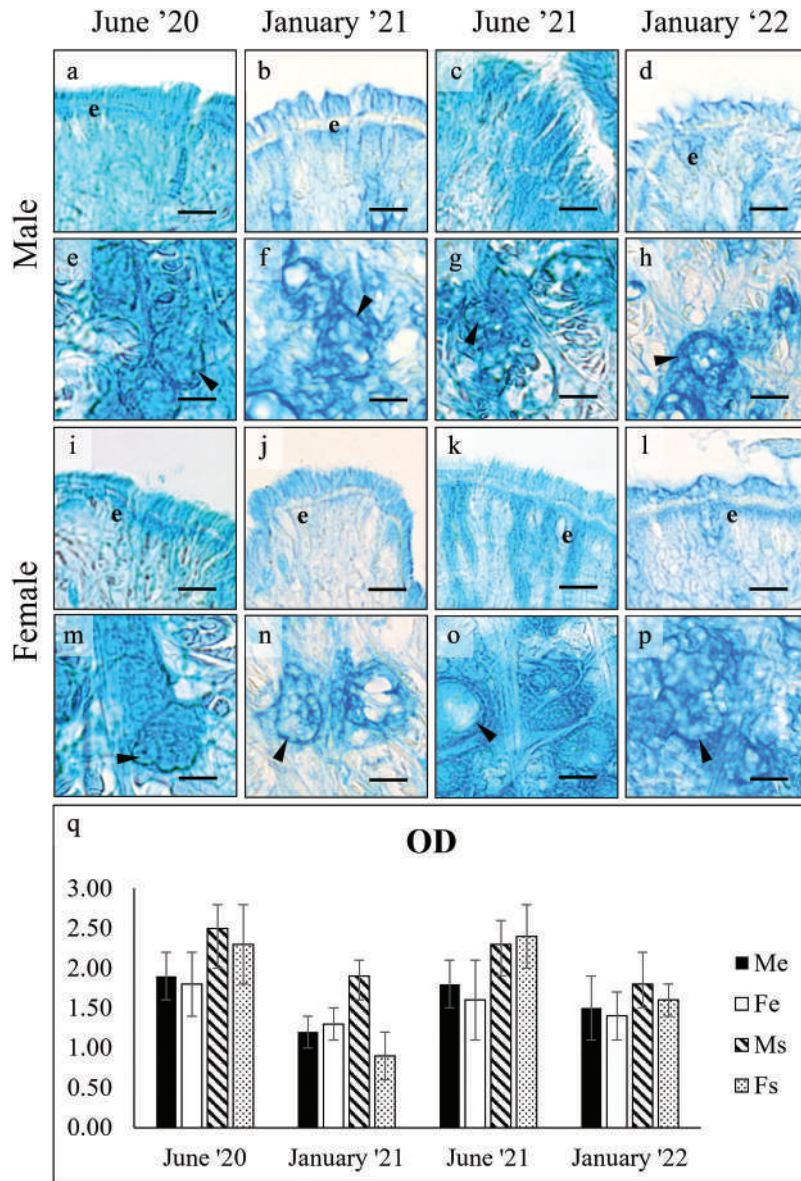 June ’20 January ‘21 June ’21 January ‘22
Male
a b c d
e e e
e f g h
Female
i j k l
e e e e
m n o p
q
OD
3.00
2.50
2.00
1.50
1.00
0.50
0.00
June '20 January '21 June '21 January '22
Me
Fe
Ms
Fs